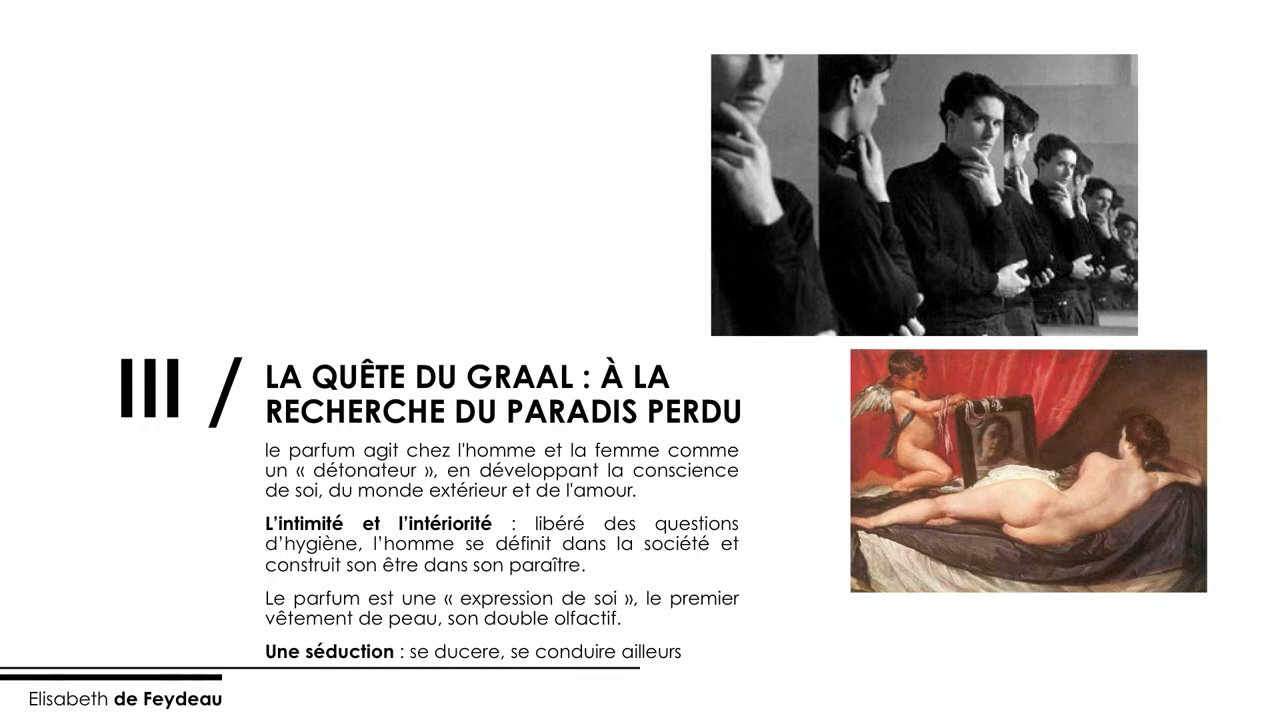 III /
LA QUÊTE DU GRAAL : À LA
RECHERCHE DU PARADIS PERDU
le parfum agit chez l'homme et la femme comme
un « détonateur », en développant la conscience
de soi, du monde extérieur et de l'amour.
L'intimité et l'intériorité : libéré des questions
d'hygiène, l'homme se définit dans la société et
construit son être dans son paraître.
Le parfum est une « expression de soi », le premier
vêtement de peau, son double olfactif.
Une séduction : se ducere, se conduire ailleurs
Elisabeth de Feydeau